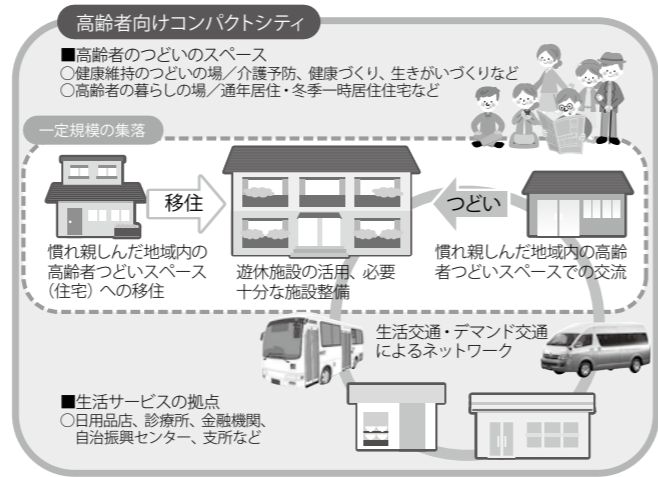 高齢者向けコンパクトシティ
■高齢者のつどいのスペース
○健康維持のつどいの場／介護予防、健康づくり、生きがいづくりなど
○高齢者の暮らしの場／通年居住・冬季一時居住住宅など
一定規模の集落
移住
つどい
慣れ親しんだ地域内の
高齢者つどいスペース
（住宅）への移住
遊休施設の活用、必要
十分な施設整備
慣れ親しんだ地域内の高齢
者つどいスペースでの交流
生活交通・デマンド交通
によるネットワーク
■生活サービスの拠点
○日用品店、診療所、金融機関、
自治振興センター、支所など